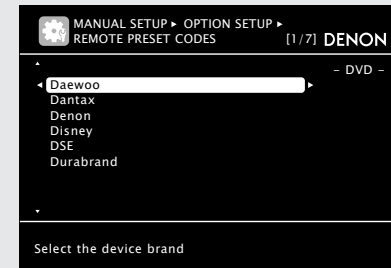 MANUAL SETUP ▸ OPTION SETUP ▸
REMOTE PRESET CODES [1/7] DENON
– DVD –
Daewoo
Dantax
Denon
Disney
DSE
Durabrand
Select the device brand